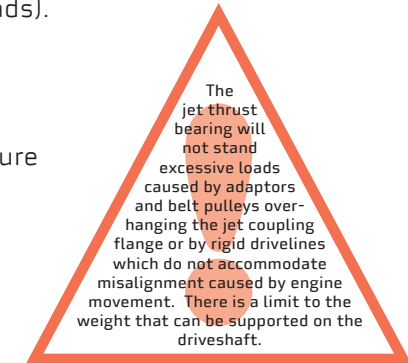 nds).
ure
The
jet thrust
bearing will
not stand
excessive loads
caused by adaptors
and belt pulleys over-
hanging the jet coupling
flange or by rigid drivelines
which do not accommodate
misalignment caused by engine
movement.  There is a limit to the
weight that can be supported on the
driveshaft.